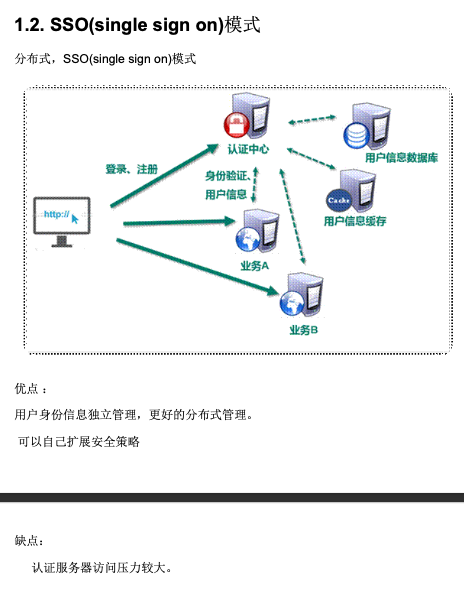 1.2. SSO(single sign on)模式
分布式，SSO(single sign on)模式
认证中心
用户信息数据库
登录、注册
身份验证、
用户信息
Cache
用户信息缓存
http://
业务A
业务B
优点 ：
用户身份信息独立管理，更好的分布式管理。
可以自己扩展安全策略
缺点：
认证服务器访问压力较大。